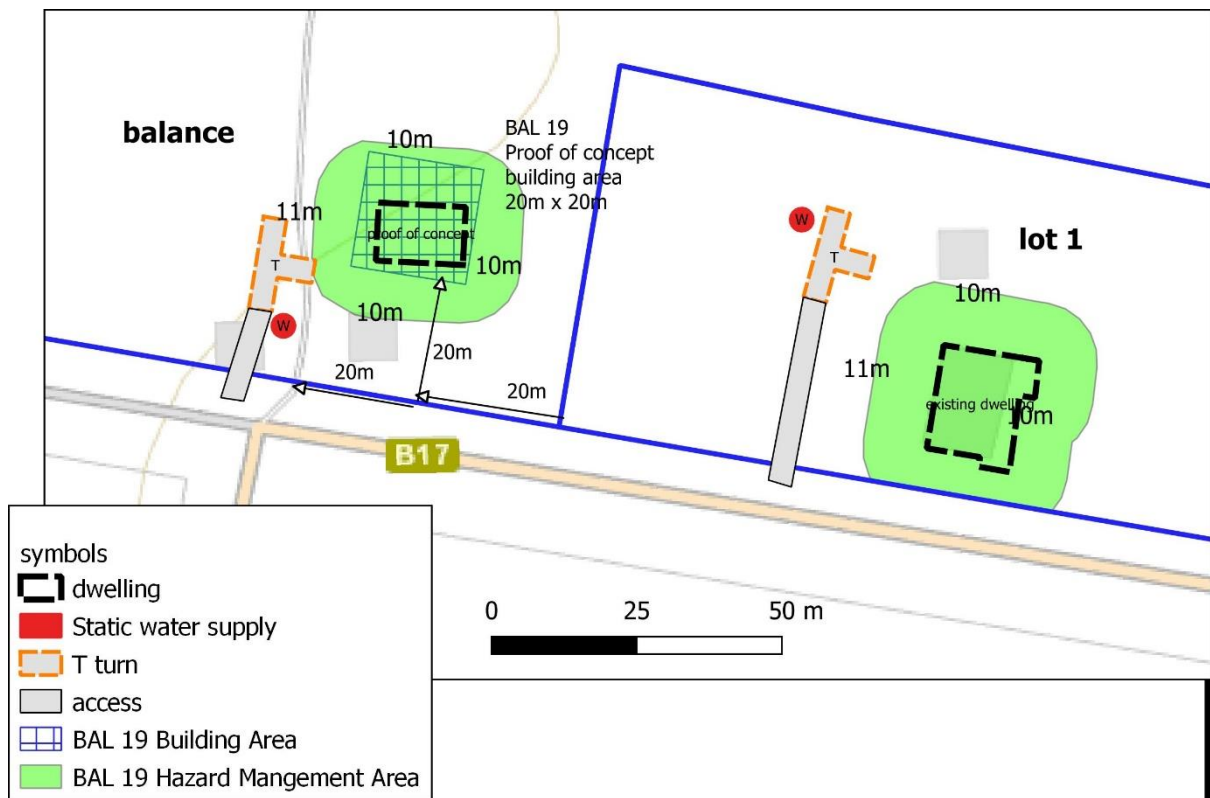 balance
10m
BAL 19
Proof of concept
building area
20m x 20m
11m
proof of concept
T
10m
W
10m
20m
20m
20m
B17
W
T
lot 1
10m
11m
existing dwelling
10m
symbols
dwelling
Static water supply
T turn
access
BAL 19 Building Area
BAL 19 Hazard Mangement Area
0 25 50 m